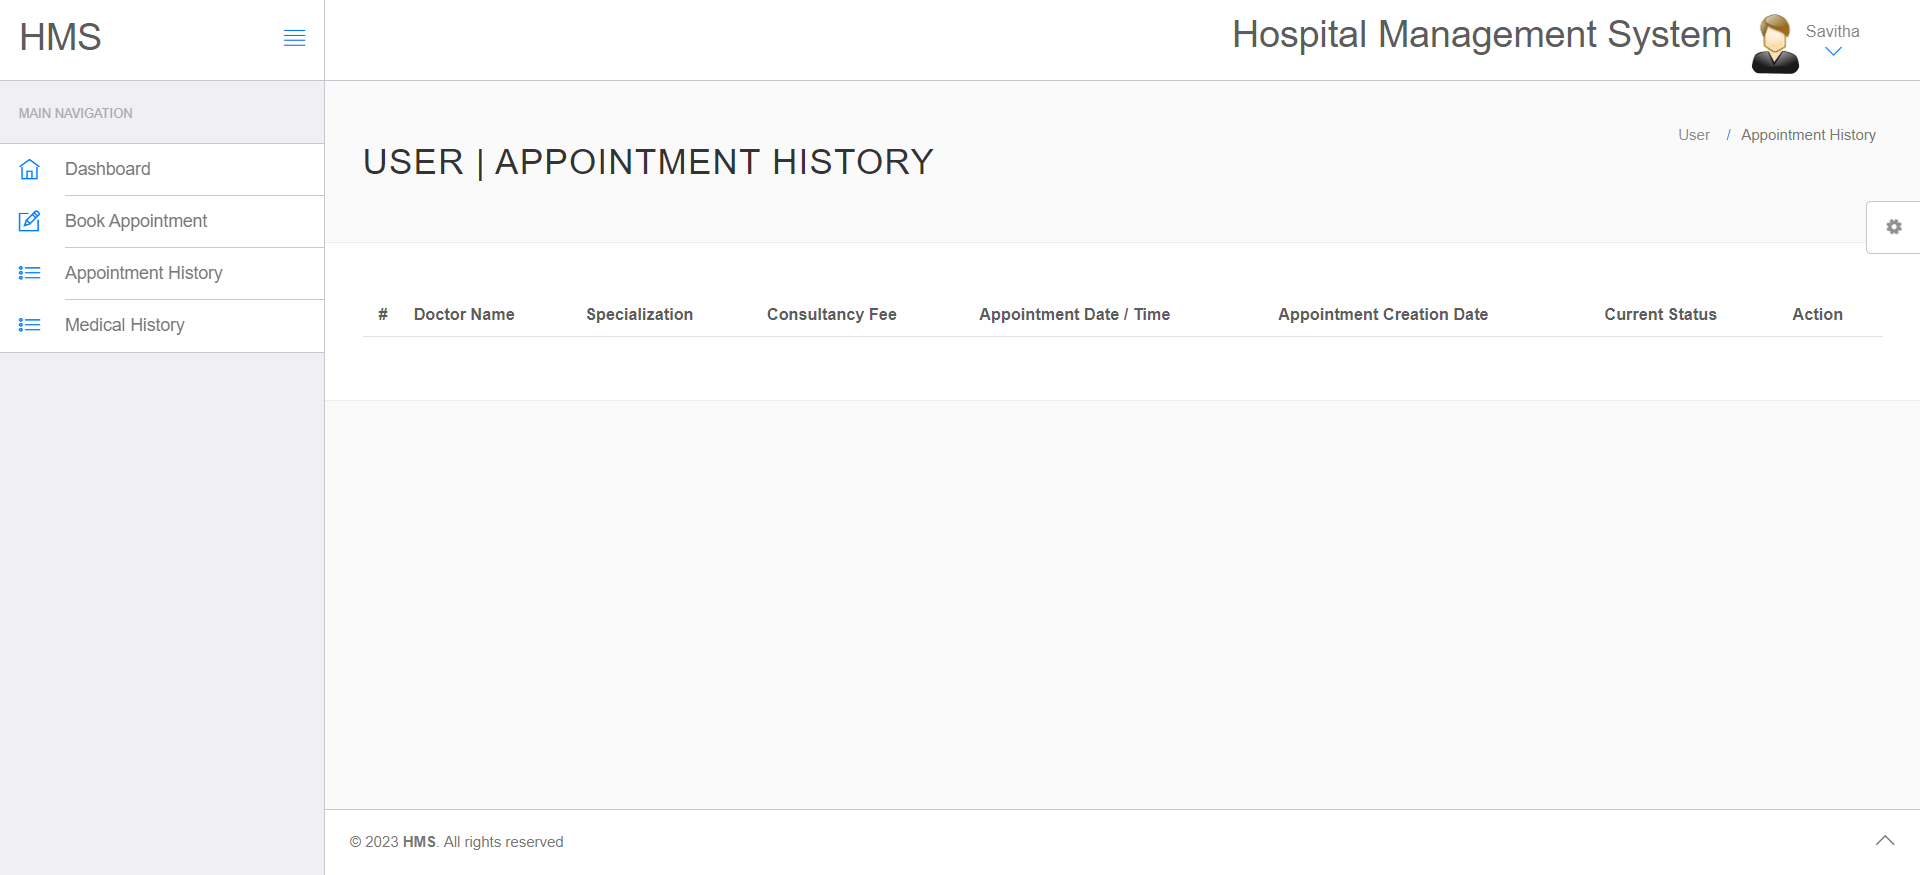 HMS
Hospital Management System
Savitha
MAIN NAVIGATION
Dashboard
Book Appointment
Appointment History
Medical History
User / Appointment History
USER | APPOINTMENT HISTORY
# Doctor Name Specialization Consultancy Fee Appointment Date / Time Appointment Creation Date Current Status Action
© 2023 HMS. All rights reserved